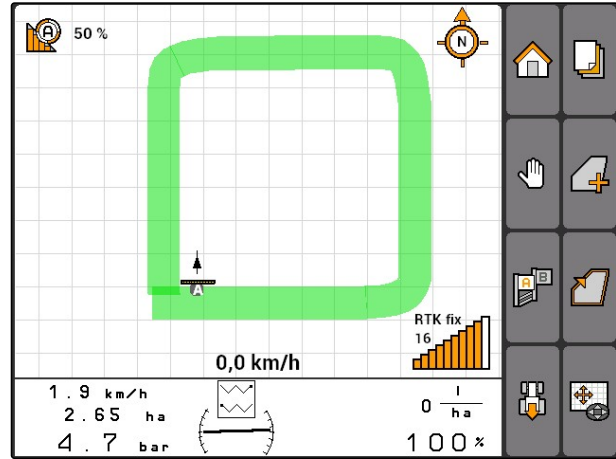 A 50 %
N
A
A B
RTK fix
16
0,0 km/h
1.9 km/h
2.65 ha
4.7 bar
0 l
ha
100%